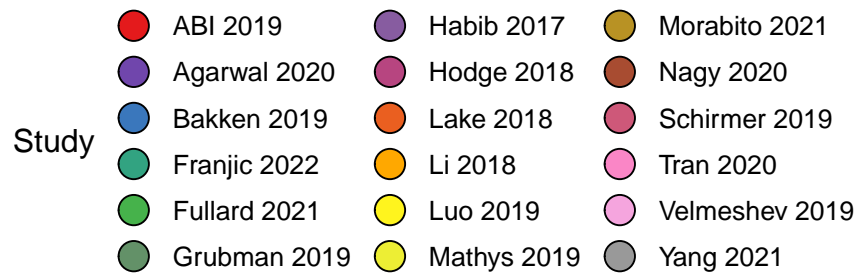 Study
ABI 2019
Agarwal 2020
Bakken 2019
Franjic 2022
Fullard 2021
Grubman 2019
Habib 2017
Hodge 2018
Lake 2018
Li 2018
Luo 2019
Mathys 2019
Morabito 2021
Nagy 2020
Schirmer 2019
Tran 2020
Velmeshev 2019
Yang 2021